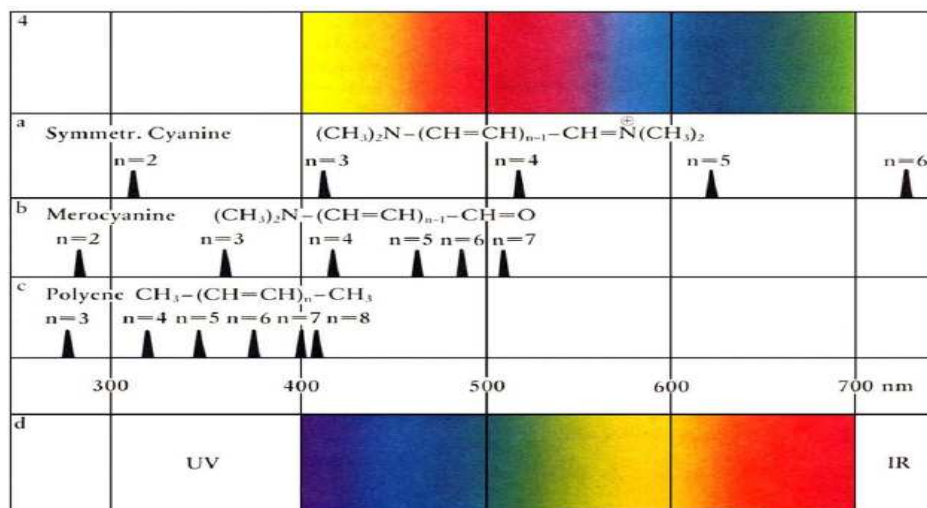 4
a Symmetr. Cyanine (CH₃)₂N–(CH=CH)ₙ₋₁–CH=N⊕(CH₃)₂
n=2 n=3 n=4 n=5 n=6
b Merocyanine (CH₃)₂N–(CH=CH)ₙ₋₁–CH=O
n=2 n=3 n=4 n=5 n=6 n=7
c Polyene CH₃–(CH=CH)ₙ–CH₃
n=3 n=4 n=5 n=6 n=7 n=8
300 400 500 600 700 nm
d
UV IR